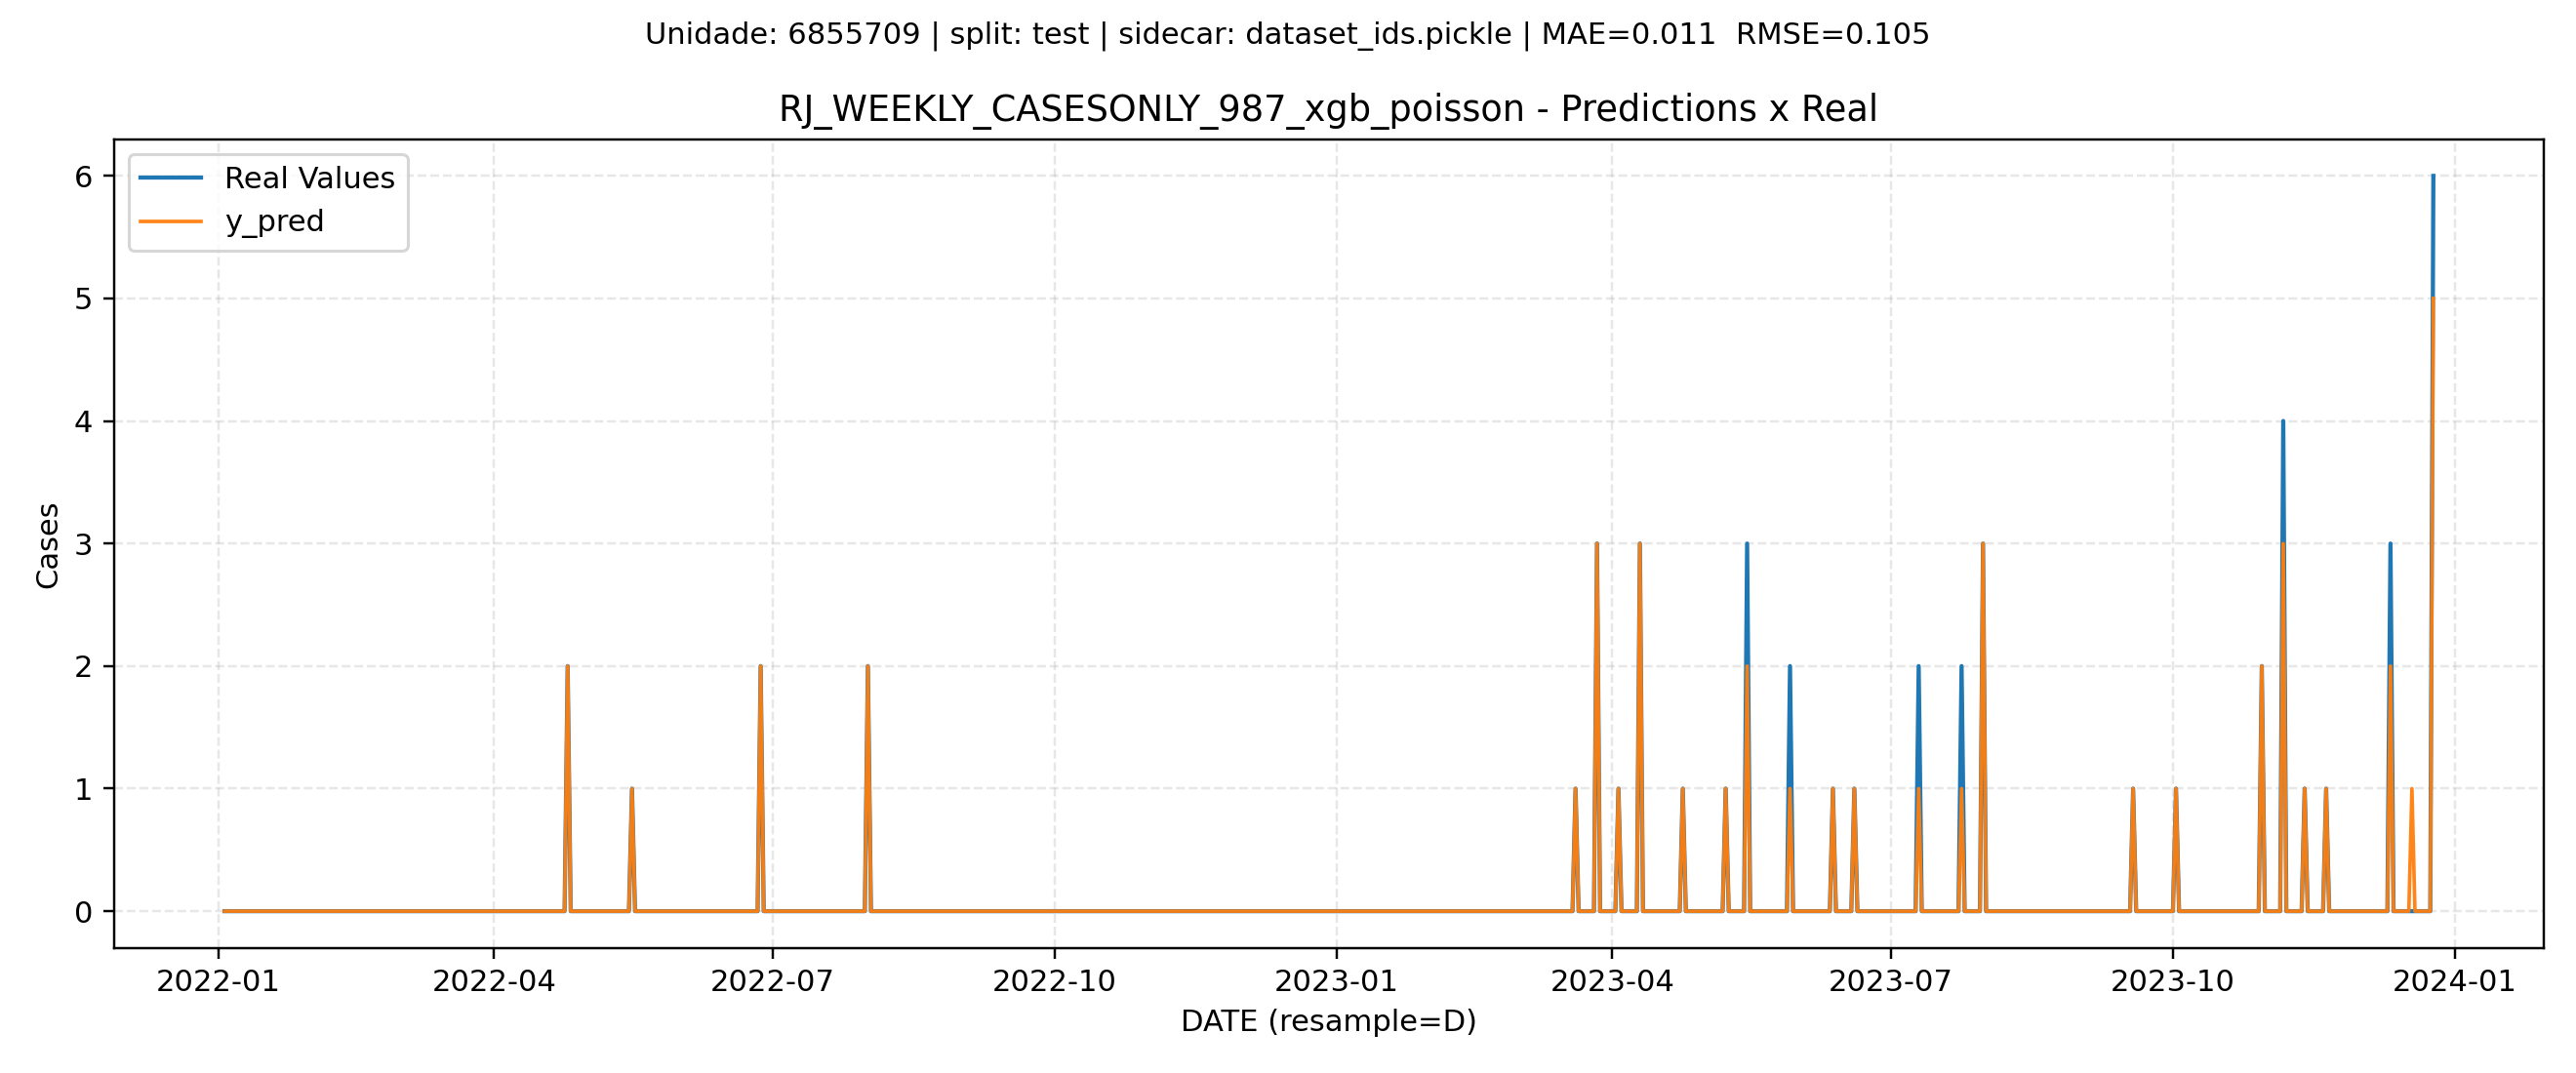 Unidade: 6855709 | split: test | sidecar: dataset_ids.pickle | MAE=0.011  RMSE=0.105
RJ_WEEKLY_CASESONLY_987_xgb_poisson - Predictions x Real
Real Values
y_pred
6
5
4
3
2
1
0
Cases
2022-01
2022-04
2022-07
2022-10
2023-01
2023-04
2023-07
2023-10
2024-01
DATE (resample=D)